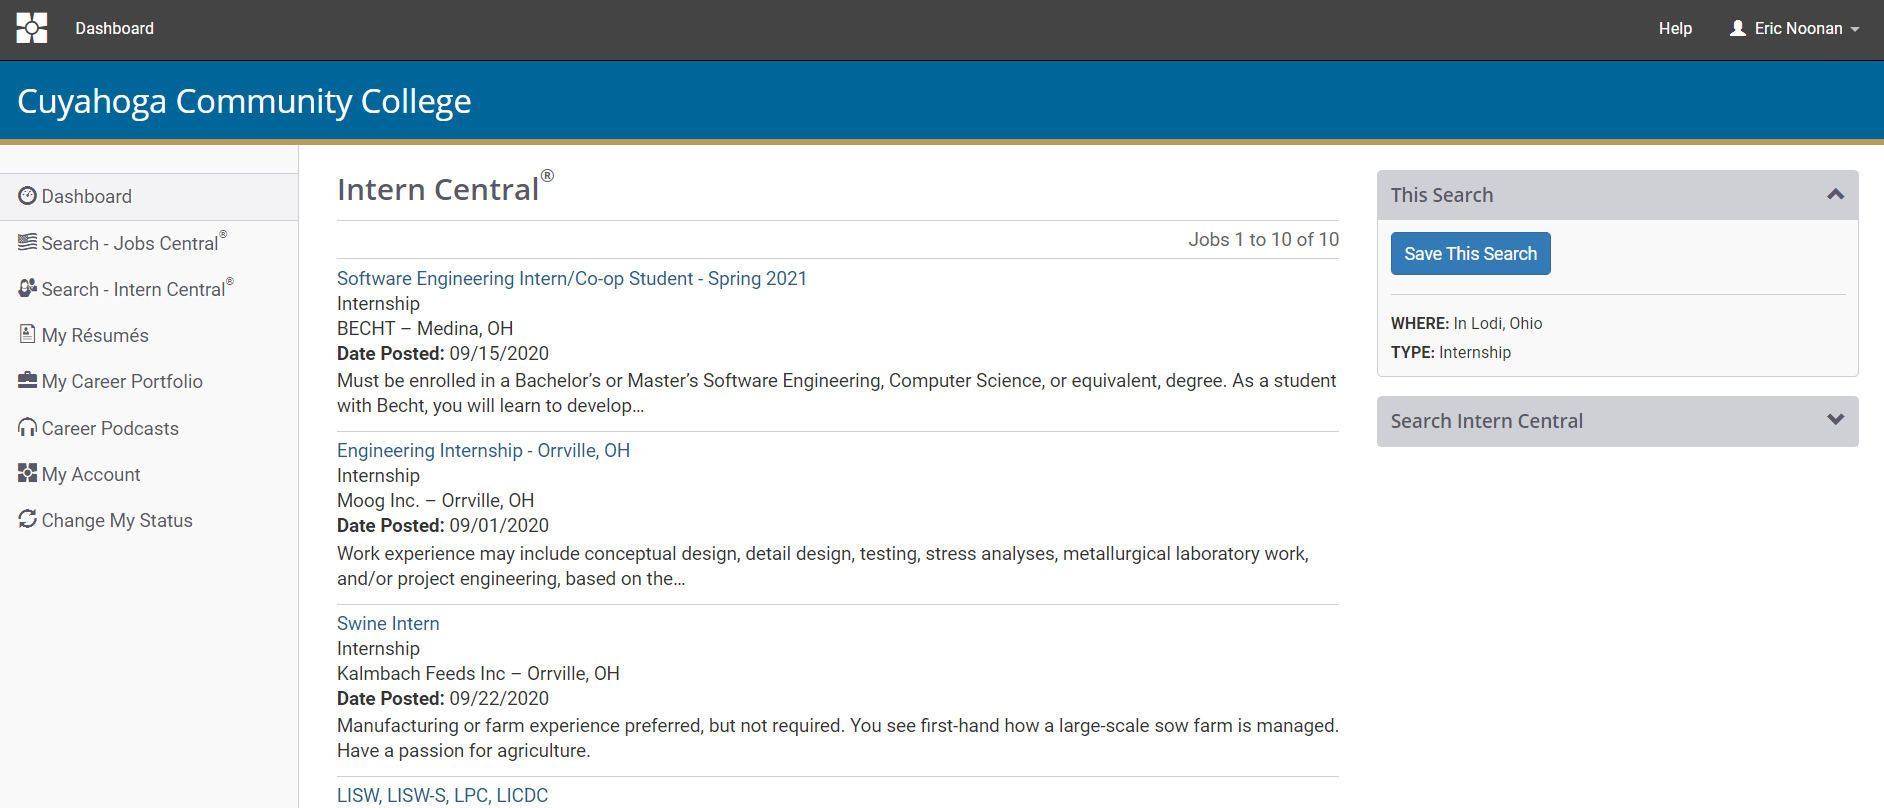 Dashboard
Help
Eric Noonan
Cuyahoga Community College
Dashboard
Search - Jobs Central®
Search - Intern Central®
My Résumés
My Career Portfolio
Career Podcasts
My Account
Change My Status
Intern Central®
Jobs 1 to 10 of 10
Software Engineering Intern/Co-op Student - Spring 2021
Internship
BECHT – Medina, OH
Date Posted: 09/15/2020
Must be enrolled in a Bachelor’s or Master’s Software Engineering, Computer Science, or equivalent, degree. As a student
with Becht, you will learn to develop…
Engineering Internship - Orrville, OH
Internship
Moog Inc. – Orrville, OH
Date Posted: 09/01/2020
Work experience may include conceptual design, detail design, testing, stress analyses, metallurgical laboratory work,
and/or project engineering, based on the…
Swine Intern
Internship
Kalmbach Feeds Inc – Orrville, OH
Date Posted: 09/22/2020
Manufacturing or farm experience preferred, but not required. You see first-hand how a large-scale sow farm is managed.
Have a passion for agriculture.
LISW, LISW-S, LPC, LICDC
This Search
Save This Search
WHERE: In Lodi, Ohio
TYPE: Internship
Search Intern Central